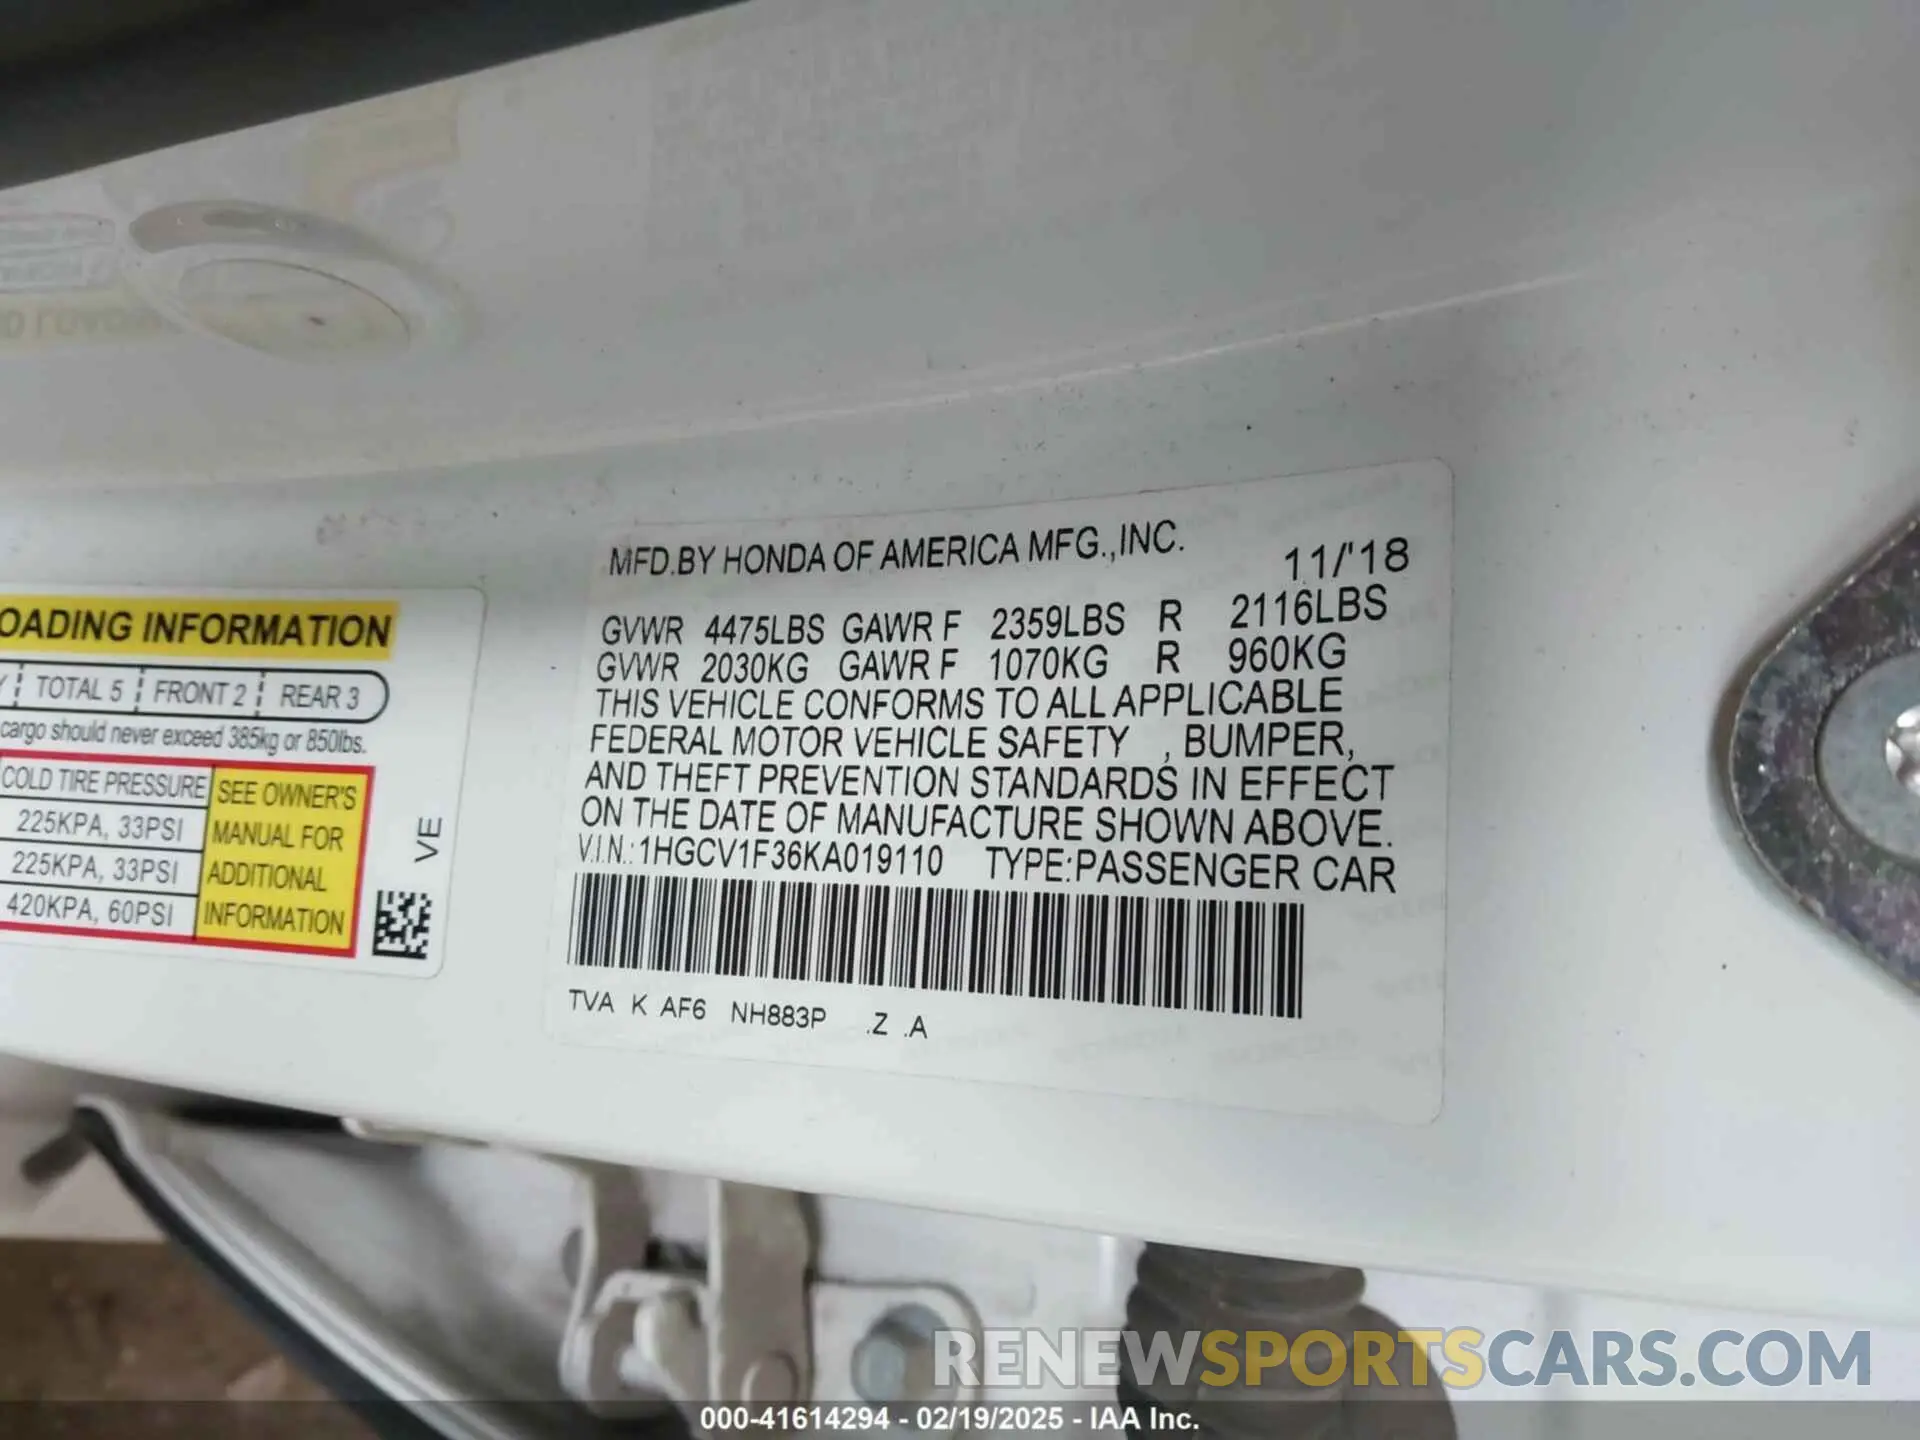 MFD.BY HONDA OF AMERICA MFG.,INC. 11/'18
GVWR 4475LBS GAWR F 2359LBS R 2116LBS
GVWR 2030KG GAWR F 1070KG R 960KG
THIS VEHICLE CONFORMS TO ALL APPLICABLE
FEDERAL MOTOR VEHICLE SAFETY , BUMPER,
AND THEFT PREVENTION STANDARDS IN EFFECT
ON THE DATE OF MANUFACTURE SHOWN ABOVE.
V.I.N.:1HGCV1F36KA019110 TYPE:PASSENGER CAR
TVA K AF6 NH883P .Z .A
OADING INFORMATION
Y TOTAL 5 FRONT 2 REAR 3
cargo should never exceed 385kg or 850lbs.
COLD TIRE PRESSURE
225KPA, 33PSI
225KPA, 33PSI
420KPA, 60PSI
SEE OWNER'S
MANUAL FOR
ADDITIONAL
INFORMATION
VE
RENEWSPORTSCARS.COM
000-41614294 - 02/19/2025 - IAA Inc.